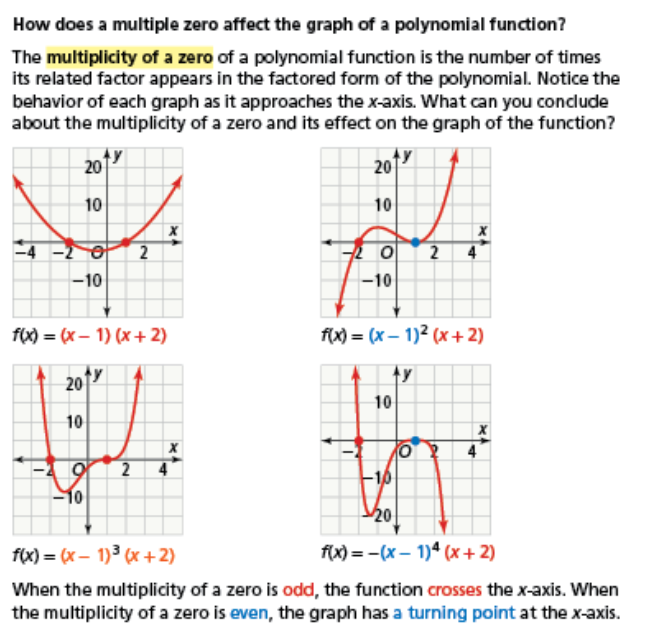 How does a multiple zero affect the graph of a polynomial function?
The multiplicity of a zero of a polynomial function is the number of times
its related factor appears in the factored form of the polynomial. Notice the
behavior of each graph as it approaches the x-axis. What can you conclude
about the multiplicity of a zero and its effect on the graph of the function?
y
20
10
x
−4 −2 O 2
−10
y
20
10
x
−2 O 2 4
−10
f(x) = (x − 1) (x + 2)
f(x) = (x − 1)² (x + 2)
y
20
10
x
−2 O 2 4
−10
y
10
x
−2 O 2 4
−10
−20
f(x) = (x − 1)³ (x + 2)
f(x) = −(x − 1)⁴ (x + 2)
When the multiplicity of a zero is odd, the function crosses the x-axis. When
the multiplicity of a zero is even, the graph has a turning point at the x-axis.